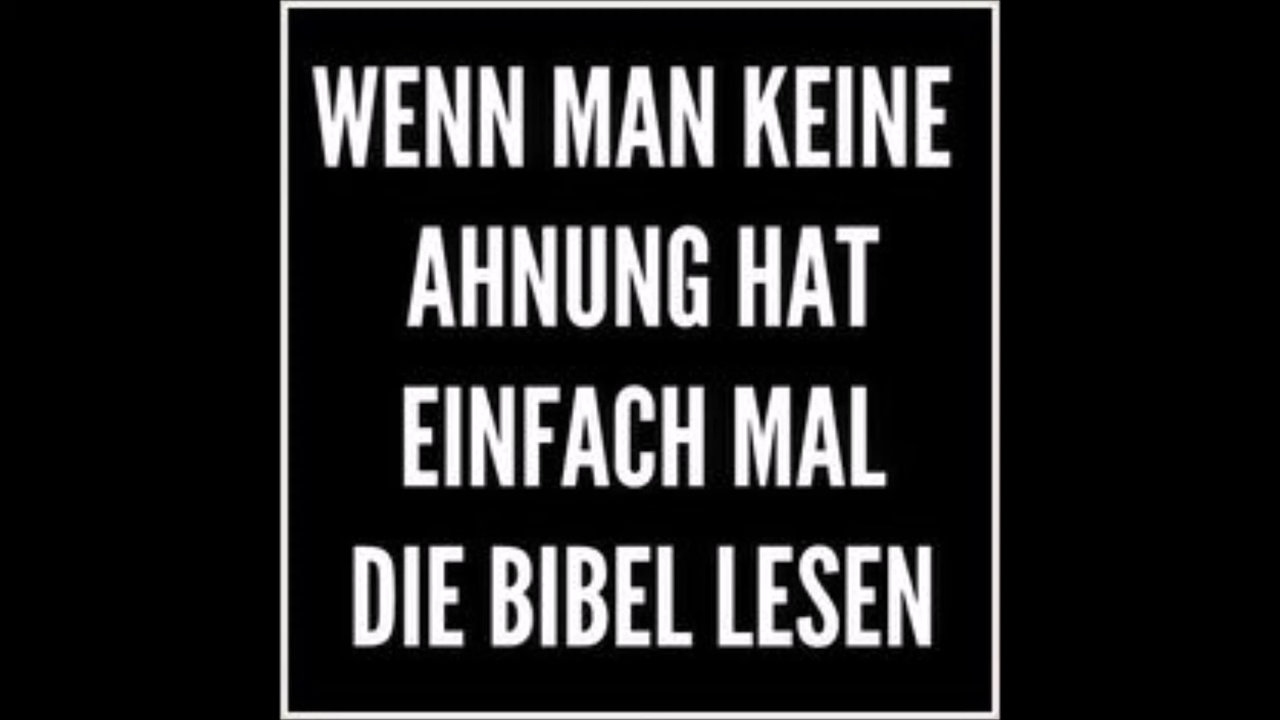 WENN MAN KEINE
AHNUNG HAT
EINFACH MAL
DIE BIBEL LESEN